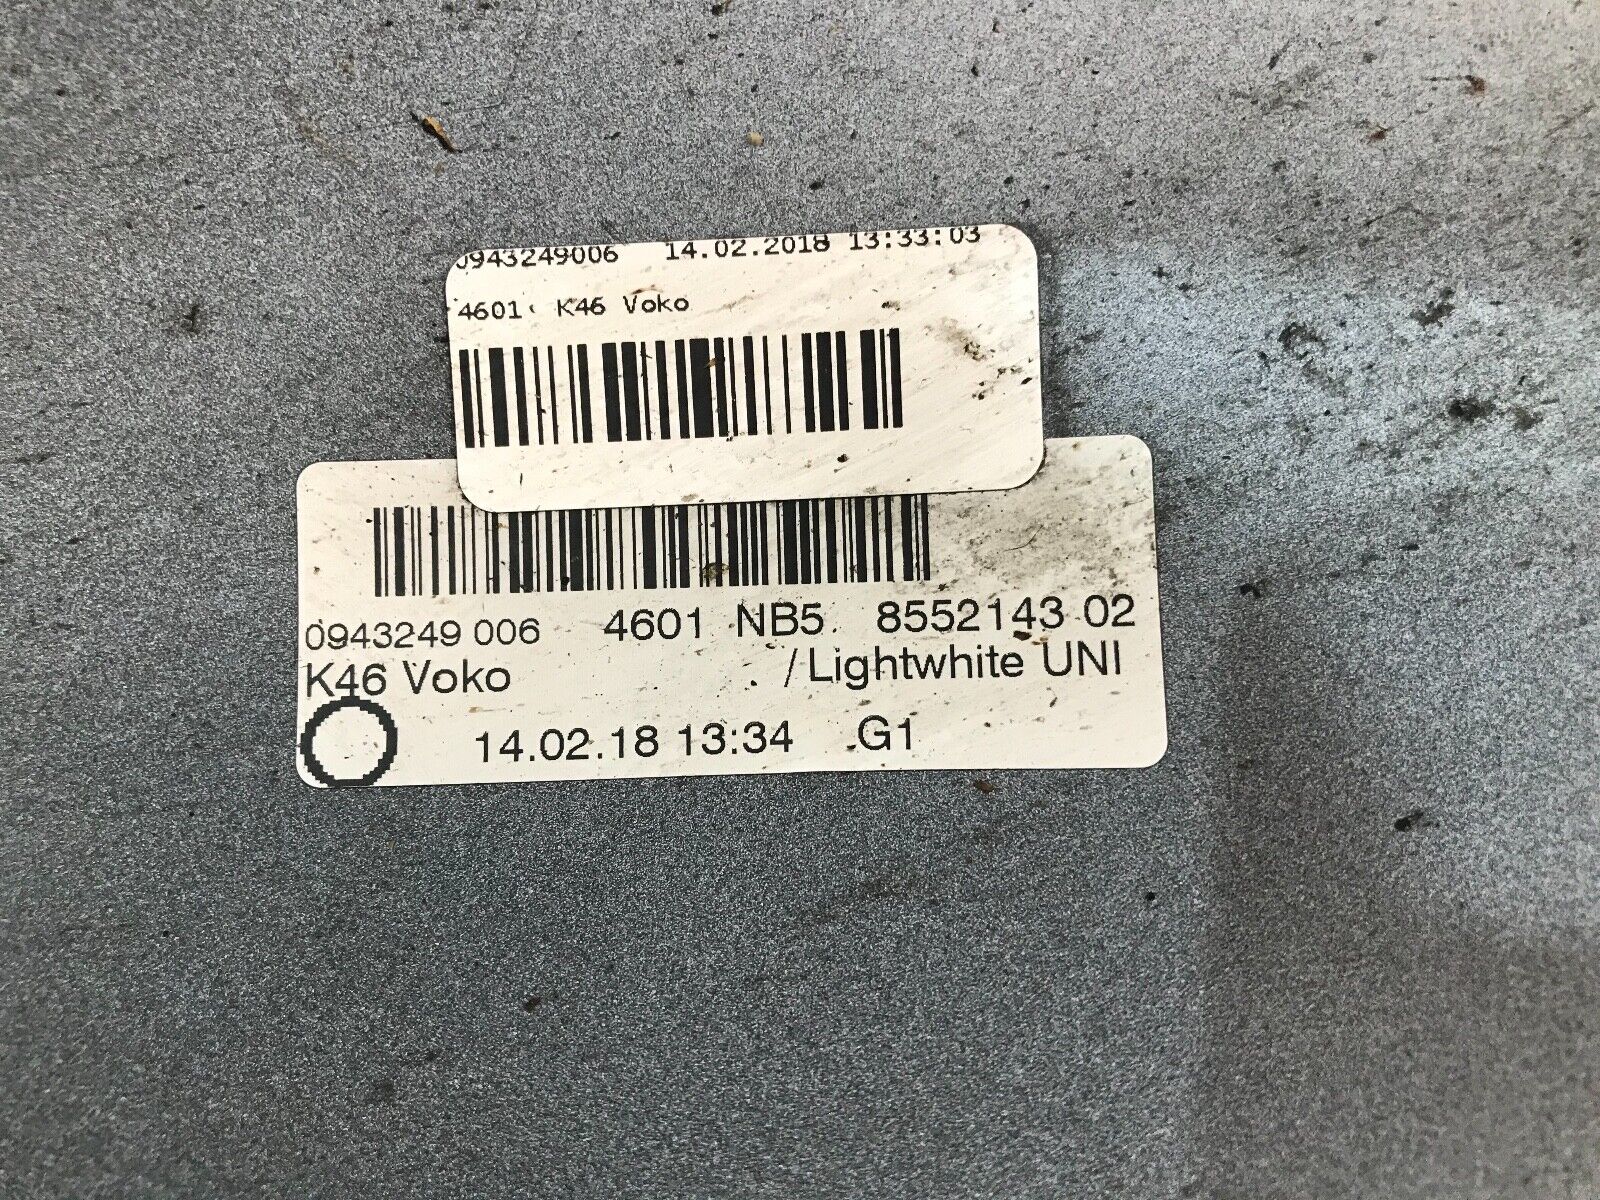 0943249006 14.02.2018 13:33:03
4601 K46 Voko
0943249 006 4601 NB5 8552143 02
K46 Voko / Lightwhite UNI
14.02.18 13:34 G1